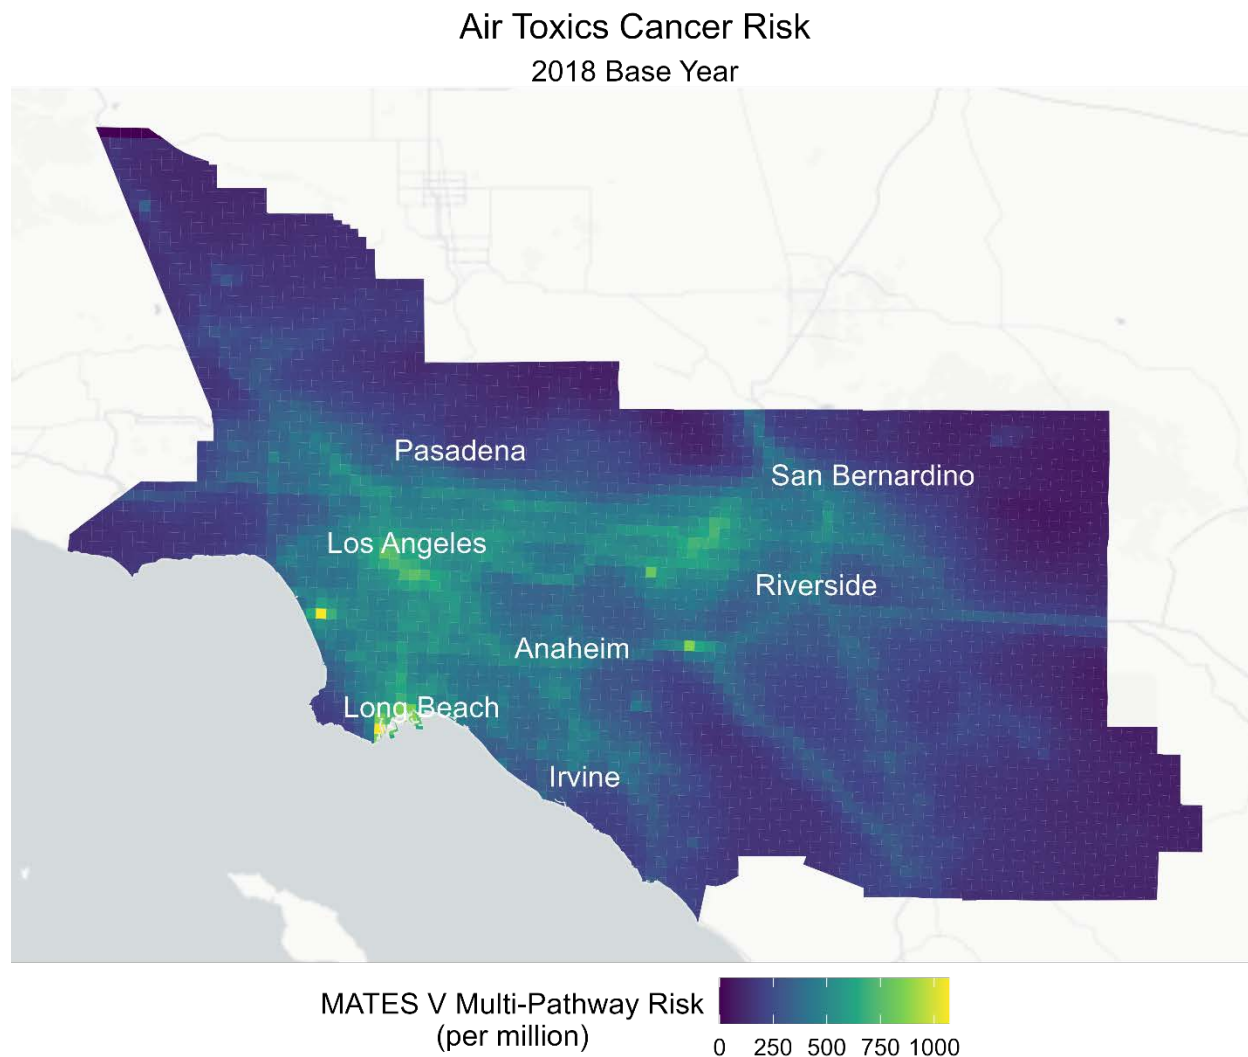 Air Toxics Cancer Risk
2018 Base Year
Pasadena
San Bernardino
Los Angeles
Riverside
Anaheim
Long Beach
Irvine
MATES V Multi-Pathway Risk
(per million)
0 250 500 750 1000